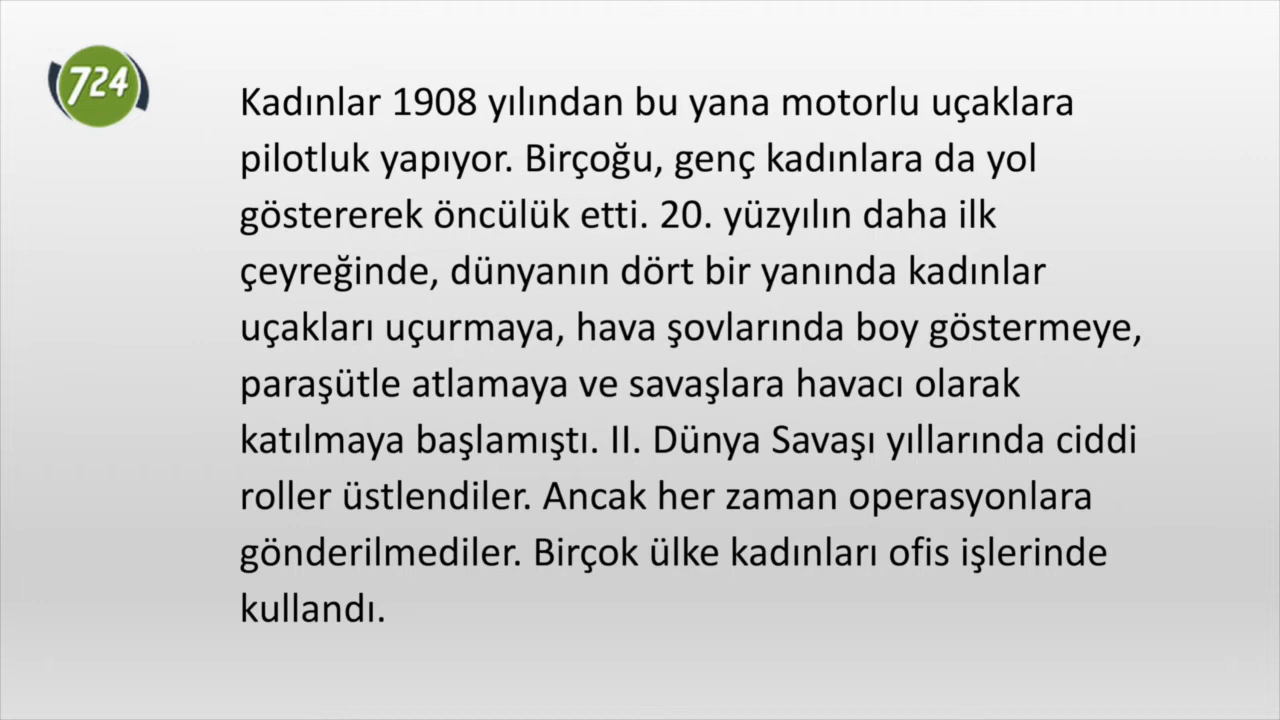 724
Kadınlar 1908 yılından bu yana motorlu uçaklara
pilotluk yapıyor. Birçoğu, genç kadınlara da yol
göstererek öncülük etti. 20. yüzyılın daha ilk
çeyreğinde, dünyanın dört bir yanında kadınlar
uçakları uçurmaya, hava şovlarında boy göstermeye,
paraşütle atlamaya ve savaşlara havacı olarak
katılmaya başlamıştı. II. Dünya Savaşı yıllarında ciddi
roller üstlendiler. Ancak her zaman operasyonlara
gönderilmediler. Birçok ülke kadınları ofis işlerinde
kullandı.